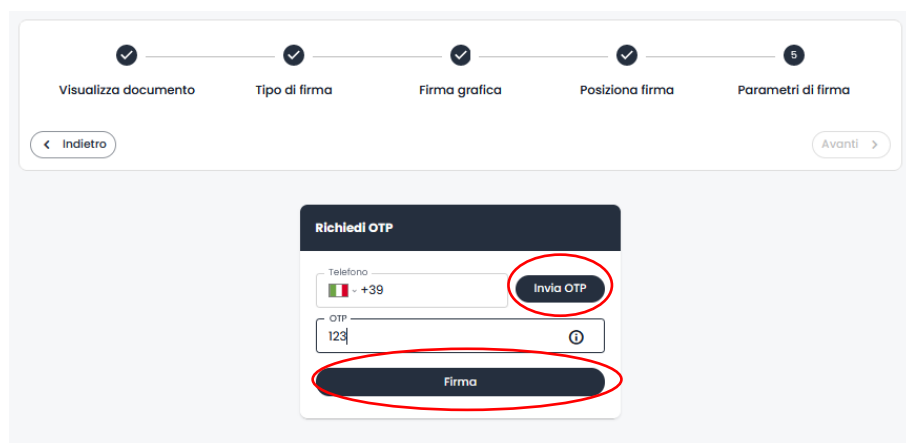 5
Visualizza documento Tipo di firma Firma grafica Posiziona firma Parametri di firma
Indietro Avanti
Richiedi OTP
Telefono
+39 Invia OTP
OTP
123
Firma